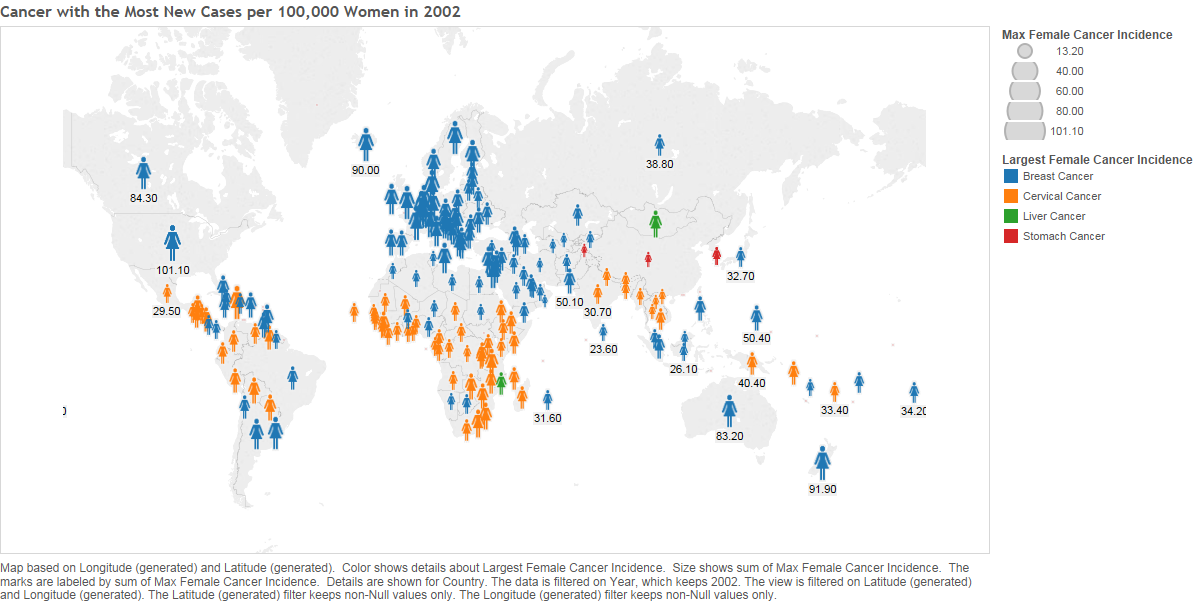 Cancer with the Most New Cases per 100,000 Women in 2002
Max Female Cancer Incidence
13.20
40.00
60.00
80.00
101.10
Largest Female Cancer Incidence
Breast Cancer
Cervical Cancer
Liver Cancer
Stomach Cancer
90.00
38.80
84.30
101.10
32.70
29.50
50.10
30.70
50.40
23.60
26.10
40.40
31.60
33.40
34.20
0
83.20
91.90
Map based on Longitude (generated) and Latitude (generated). Color shows details about Largest Female Cancer Incidence. Size shows sum of Max Female Cancer Incidence. The
marks are labeled by sum of Max Female Cancer Incidence. Details are shown for Country. The data is filtered on Year, which keeps 2002. The view is filtered on Latitude (generated)
and Longitude (generated). The Latitude (generated) filter keeps non-Null values only. The Longitude (generated) filter keeps non-Null values only.